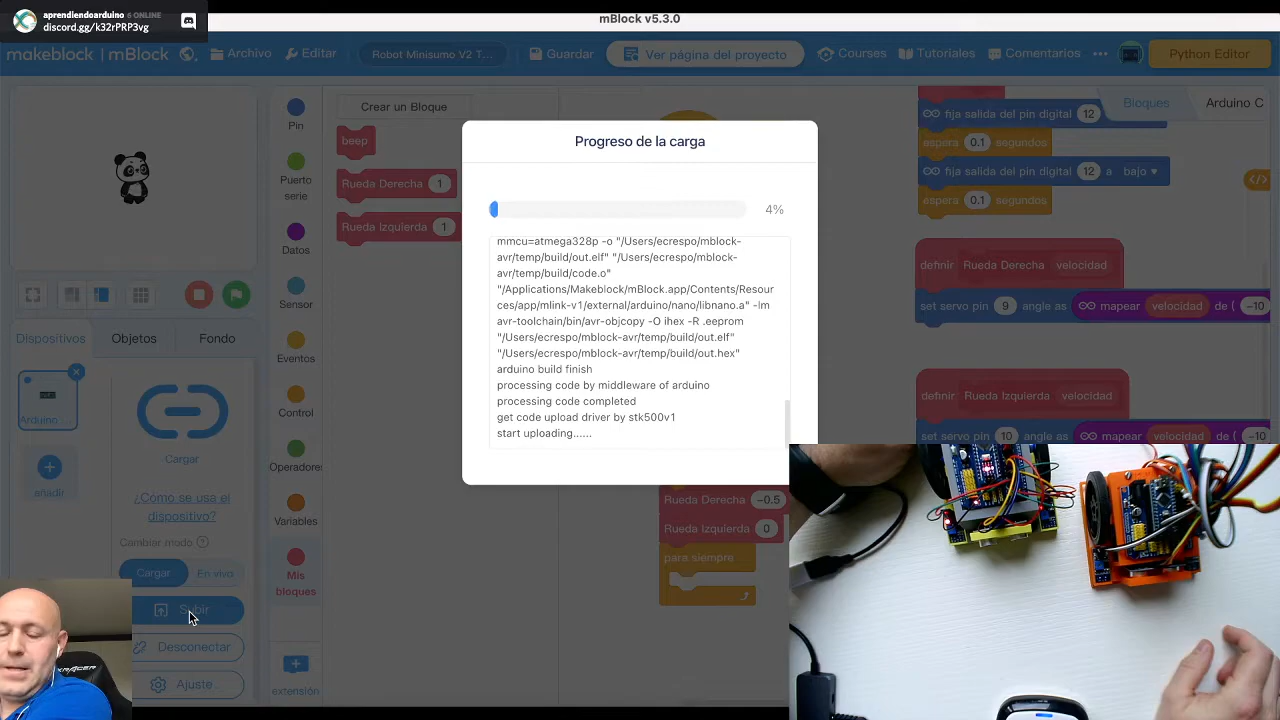 aprendiendoarduino 6 ONLINE
discord.gg/k32rPRP3vg
mBlock v5.3.0
makeblock | mBlock
Archivo
Editar
Robot Minisumo V2 T...
Guardar
Ver página del proyecto
Courses
Tutoriales
Comentarios
Python Editor
Pin
Puerto
serie
Datos
Sensor
Eventos
Control
Operadores
Variables
Mis
bloques
extensión
Crear un Bloque
beep
Rueda Derecha 1
Rueda Izquierda 1
Progreso de la carga
4%
mmcu=atmega328p -o "/Users/ecrespo/mblock-
avr/temp/build/out.elf" "/Users/ecrespo/mblock-
avr/temp/build/code.o"
"/Applications/Makeblock/mBlock.app/Contents/Resour
ces/app/mlink-v1/external/arduino/nano/libnano.a" -lm
avr-toolchain/bin/avr-objcopy -O ihex -R .eeprom
"/Users/ecrespo/mblock-avr/temp/build/out.elf"
"/Users/ecrespo/mblock-avr/temp/build/out.hex"
arduino build finish
processing code by middleware of arduino
processing code completed
get code upload driver by stk500v1
start uploading......
Rueda Derecha -0.5
Rueda Izquierda 0
para siempre
Bloques
Arduino C
fija salida del pin digital 12
espera 0.1 segundos
fija salida del pin digital 12 a bajo
espera 0.1 segundos
definir Rueda Derecha velocidad
set servo pin 9 angle as mapear velocidad de ( -10
definir Rueda Izquierda velocidad
set servo pin 10 angle as mapear velocidad de ( -10
Dispositivos
Objetos
Fondo
Arduino
añadir
Cargar
¿Cómo se usa el
dispositivo?
Cambiar modo
Cargar
En vivo
Subir
Desconectar
Ajuste